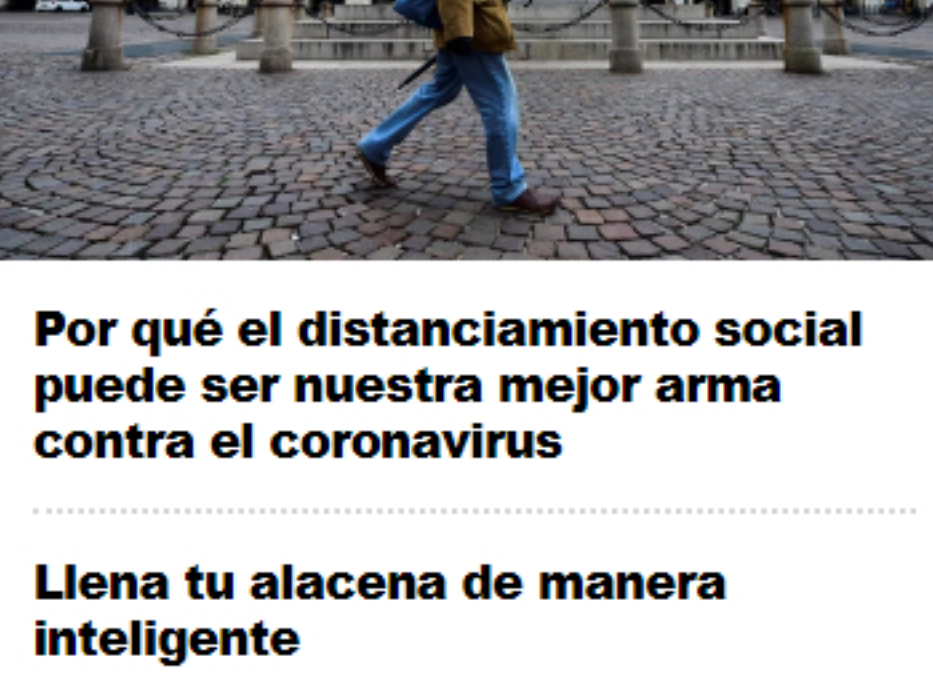 Por qué el distanciamiento social
puede ser nuestra mejor arma
contra el coronavirus
Llena tu alacena de manera
inteligente